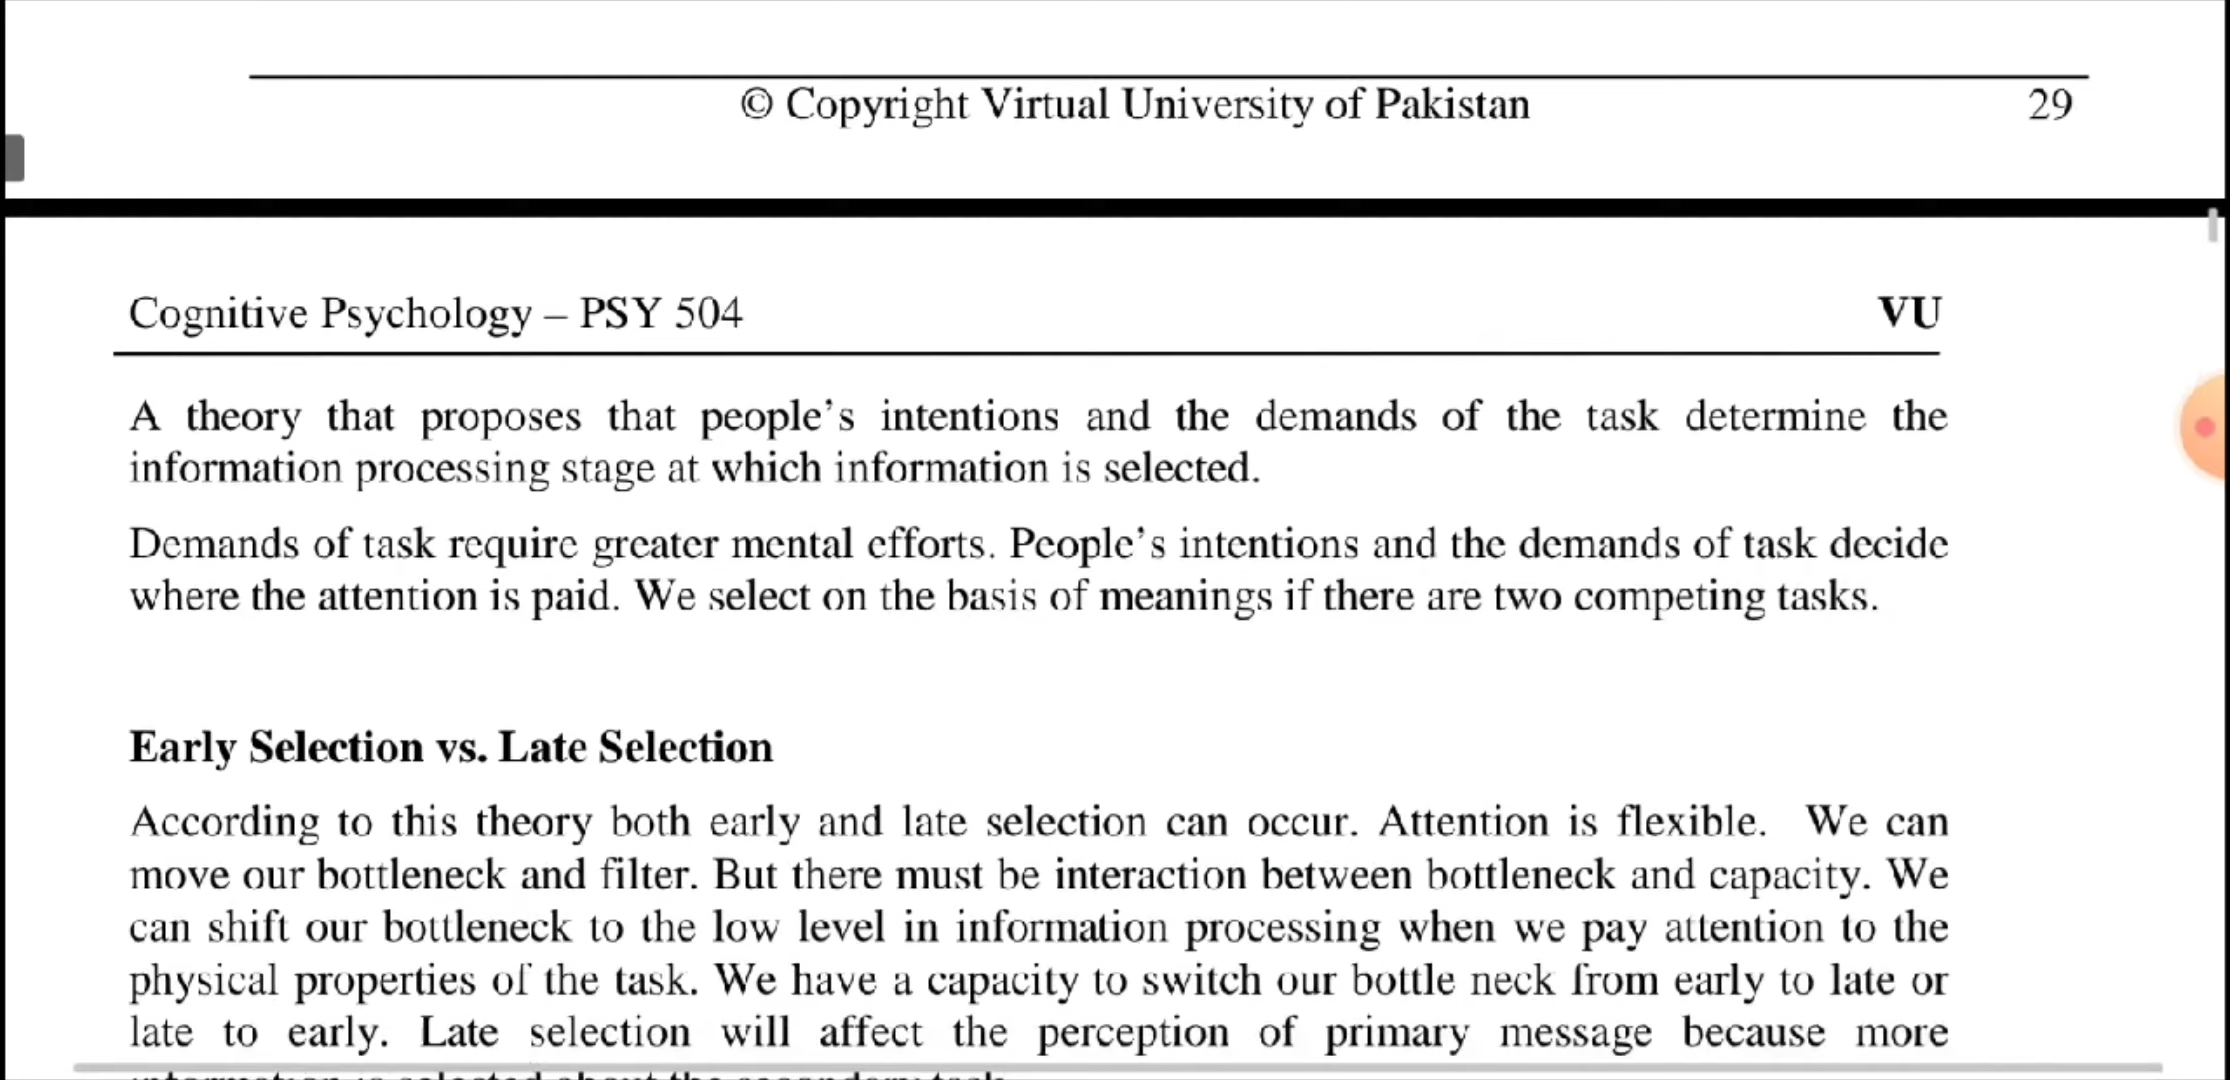 © Copyright Virtual University of Pakistan 29
Cognitive Psychology – PSY 504 VU
A theory that proposes that people’s intentions and the demands of the task determine the
information processing stage at which information is selected.
Demands of task require greater mental efforts. People’s intentions and the demands of task decide
where the attention is paid. We select on the basis of meanings if there are two competing tasks.
Early Selection vs. Late Selection
According to this theory both early and late selection can occur. Attention is flexible. We can
move our bottleneck and filter. But there must be interaction between bottleneck and capacity. We
can shift our bottleneck to the low level in information processing when we pay attention to the
physical properties of the task. We have a capacity to switch our bottle neck from early to late or
late to early. Late selection will affect the perception of primary message because more
information is selected about the secondary task